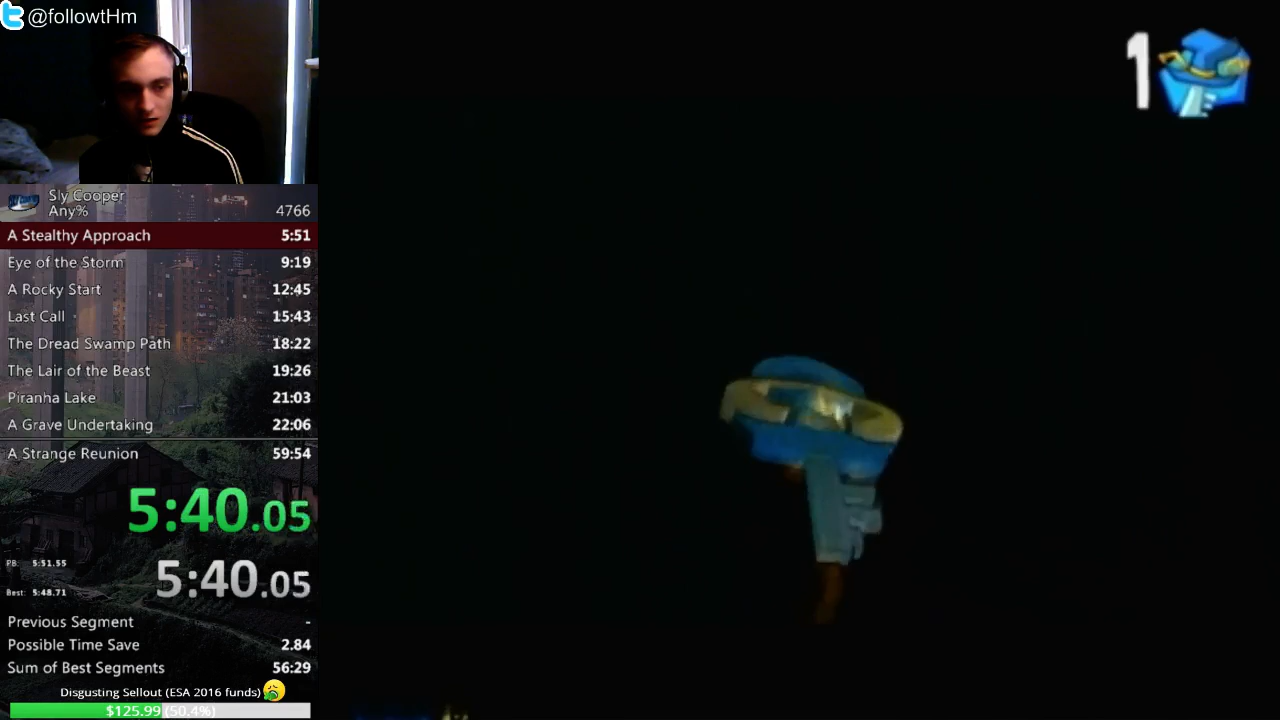 @followtHm
1
Sly Cooper
Any% 4766
A Stealthy Approach 5:51
Eye of the Storm 9:19
A Rocky Start 12:45
Last Call 15:43
The Dread Swamp Path 18:22
The Lair of the Beast 19:26
Piranha Lake 21:03
A Grave Undertaking 22:06
A Strange Reunion 59:54
5:40.05
PB: 5:51.55
5:40.05
Best: 5:48.71
Previous Segment -
Possible Time Save 2.84
Sum of Best Segments 56:29
Disgusting Sellout (ESA 2016 funds)
$125.99 (50.4%)